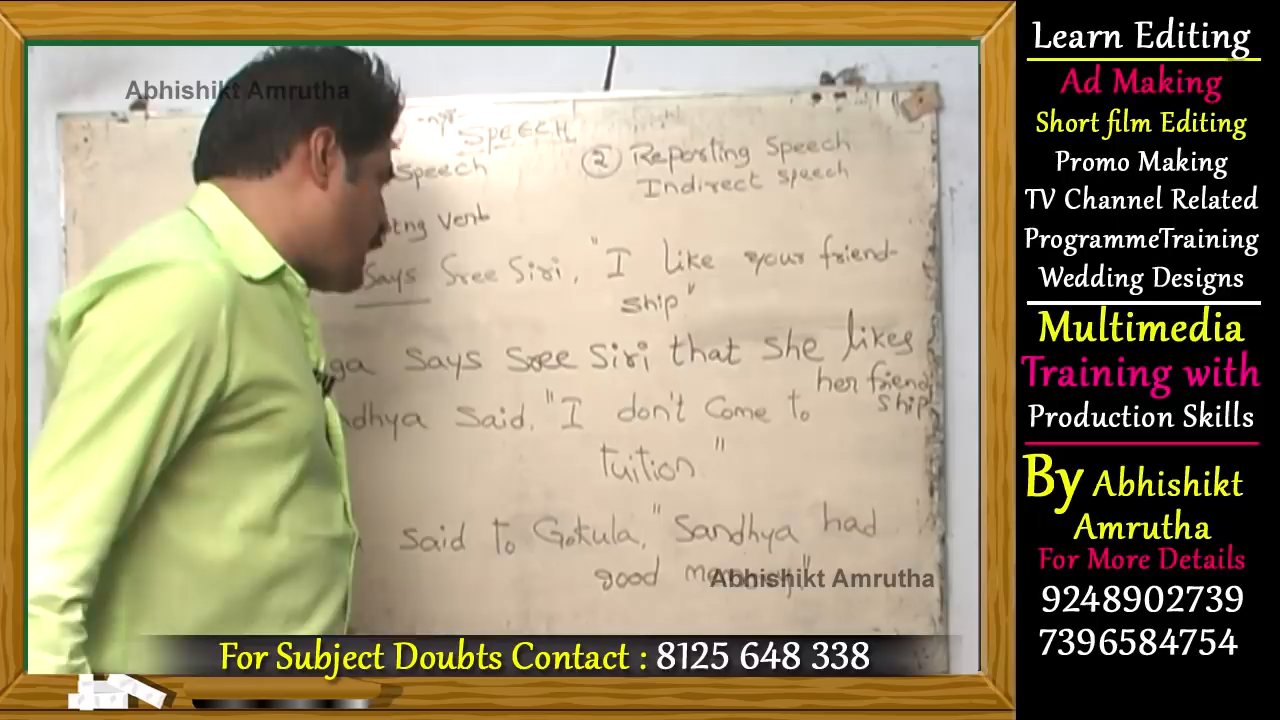 Abhishikt Amrutha
SPEECH
speech
② Reporting Speech
Indirect speech
Verb
Says Sree Siri, "I like your friend-
ship"
says Sree Siri that she likes
her friend
ship
said, "I don't come to
tuition"
said to Gokula, "Sandhya had
good
Abhishikt Amrutha
For Subject Doubts Contact : 8125 648 338
Learn Editing
Ad Making
Short film Editing
Promo Making
TV Channel Related
ProgrammeTraining
Wedding Designs
Multimedia
Training with
Production Skills
By Abhishikt
Amrutha
For More Details
9248902739
7396584754